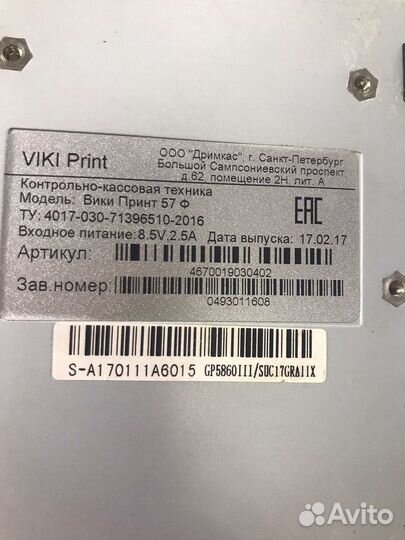 VIKI Print
ООО "Дримкас", г. Санкт-Петербург
Большой Сампсониевский проспект,
д.62, помещение 2Н, лит. А
Контрольно-кассовая техника
Модель: Вики Принт 57 Ф
EAC
ТУ: 4017-030-71396510-2016
Входное питание:8.5V,2.5A Дата выпуска: 17.02.17
Артикул:
4670019030402
Зав.номер:
0493011608
S-A170111A6015 GP5860III/SUC17GRA11X
Avito